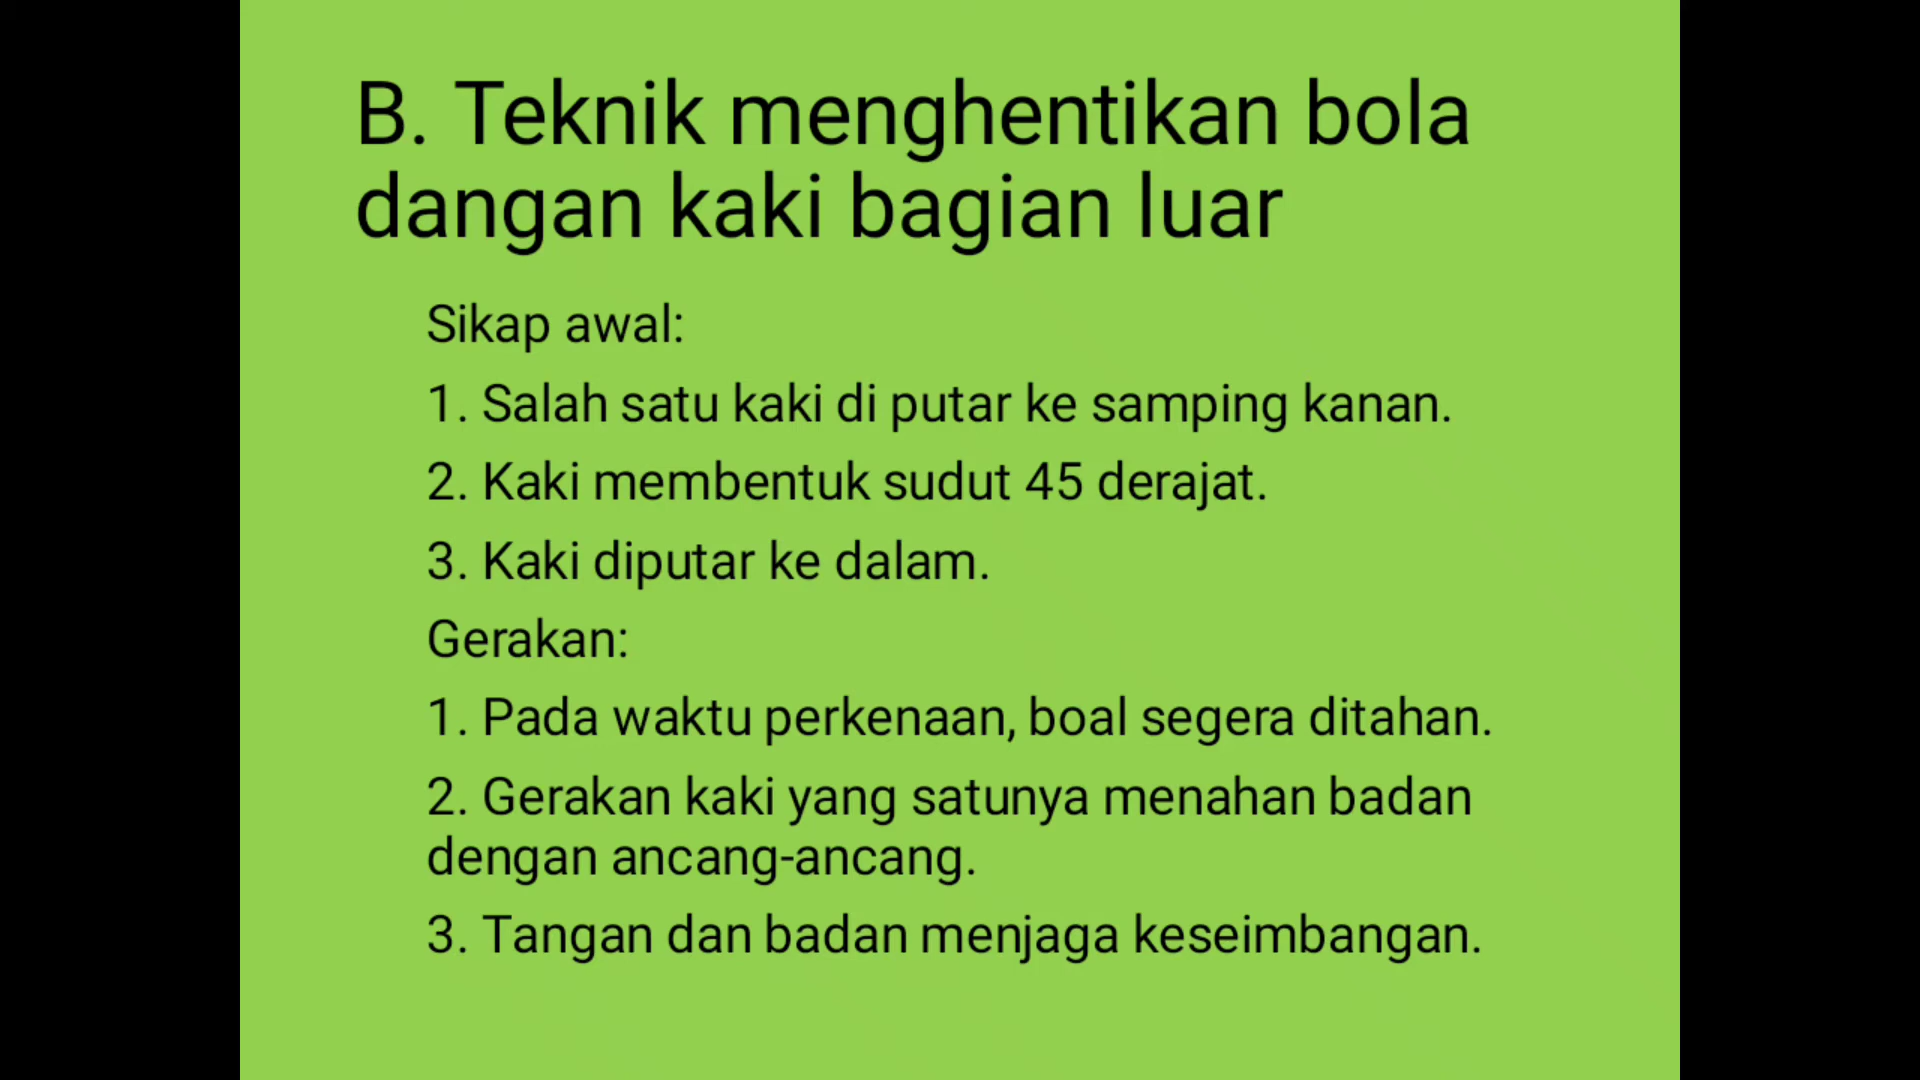 B. Teknik menghentikan bola
dangan kaki bagian luar
Sikap awal:
1. Salah satu kaki di putar ke samping kanan.
2. Kaki membentuk sudut 45 derajat.
3. Kaki diputar ke dalam.
Gerakan:
1. Pada waktu perkenaan, boal segera ditahan.
2. Gerakan kaki yang satunya menahan badan
dengan ancang-ancang.
3. Tangan dan badan menjaga keseimbangan.